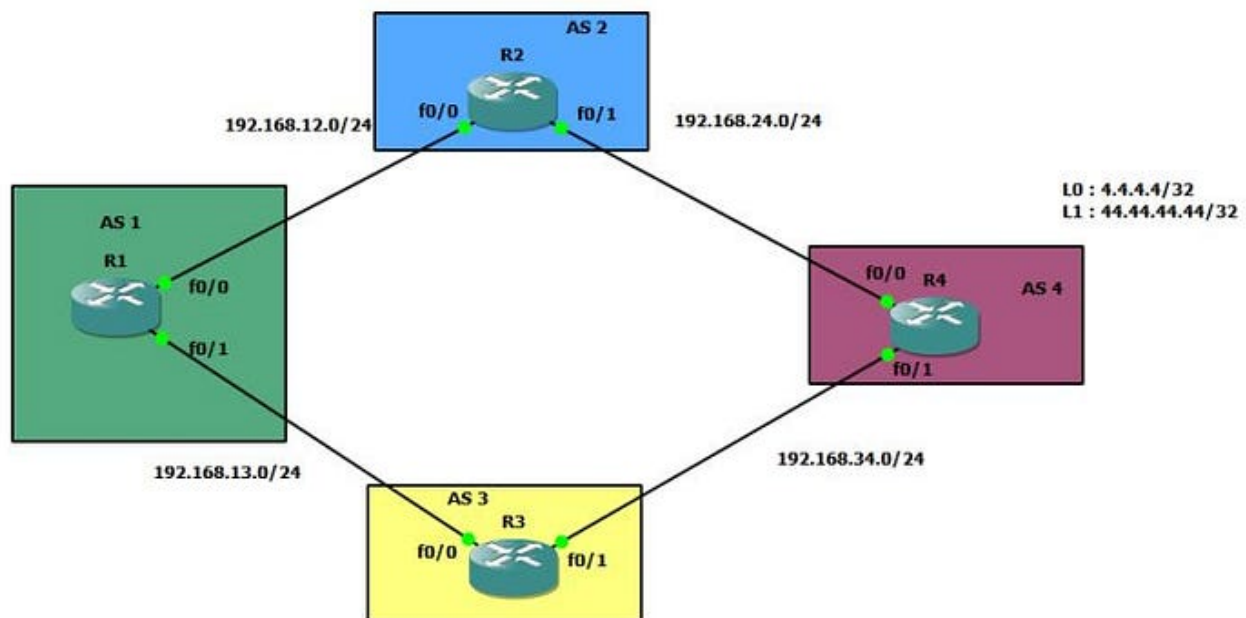 AS 2
R2
f0/0
f0/1
192.168.12.0/24
192.168.24.0/24
L0 : 4.4.4.4/32
L1 : 44.44.44.44/32
AS 1
R1
f0/0
f0/1
f0/0
R4
AS 4
f0/1
192.168.13.0/24
192.168.34.0/24
AS 3
R3
f0/0
f0/1